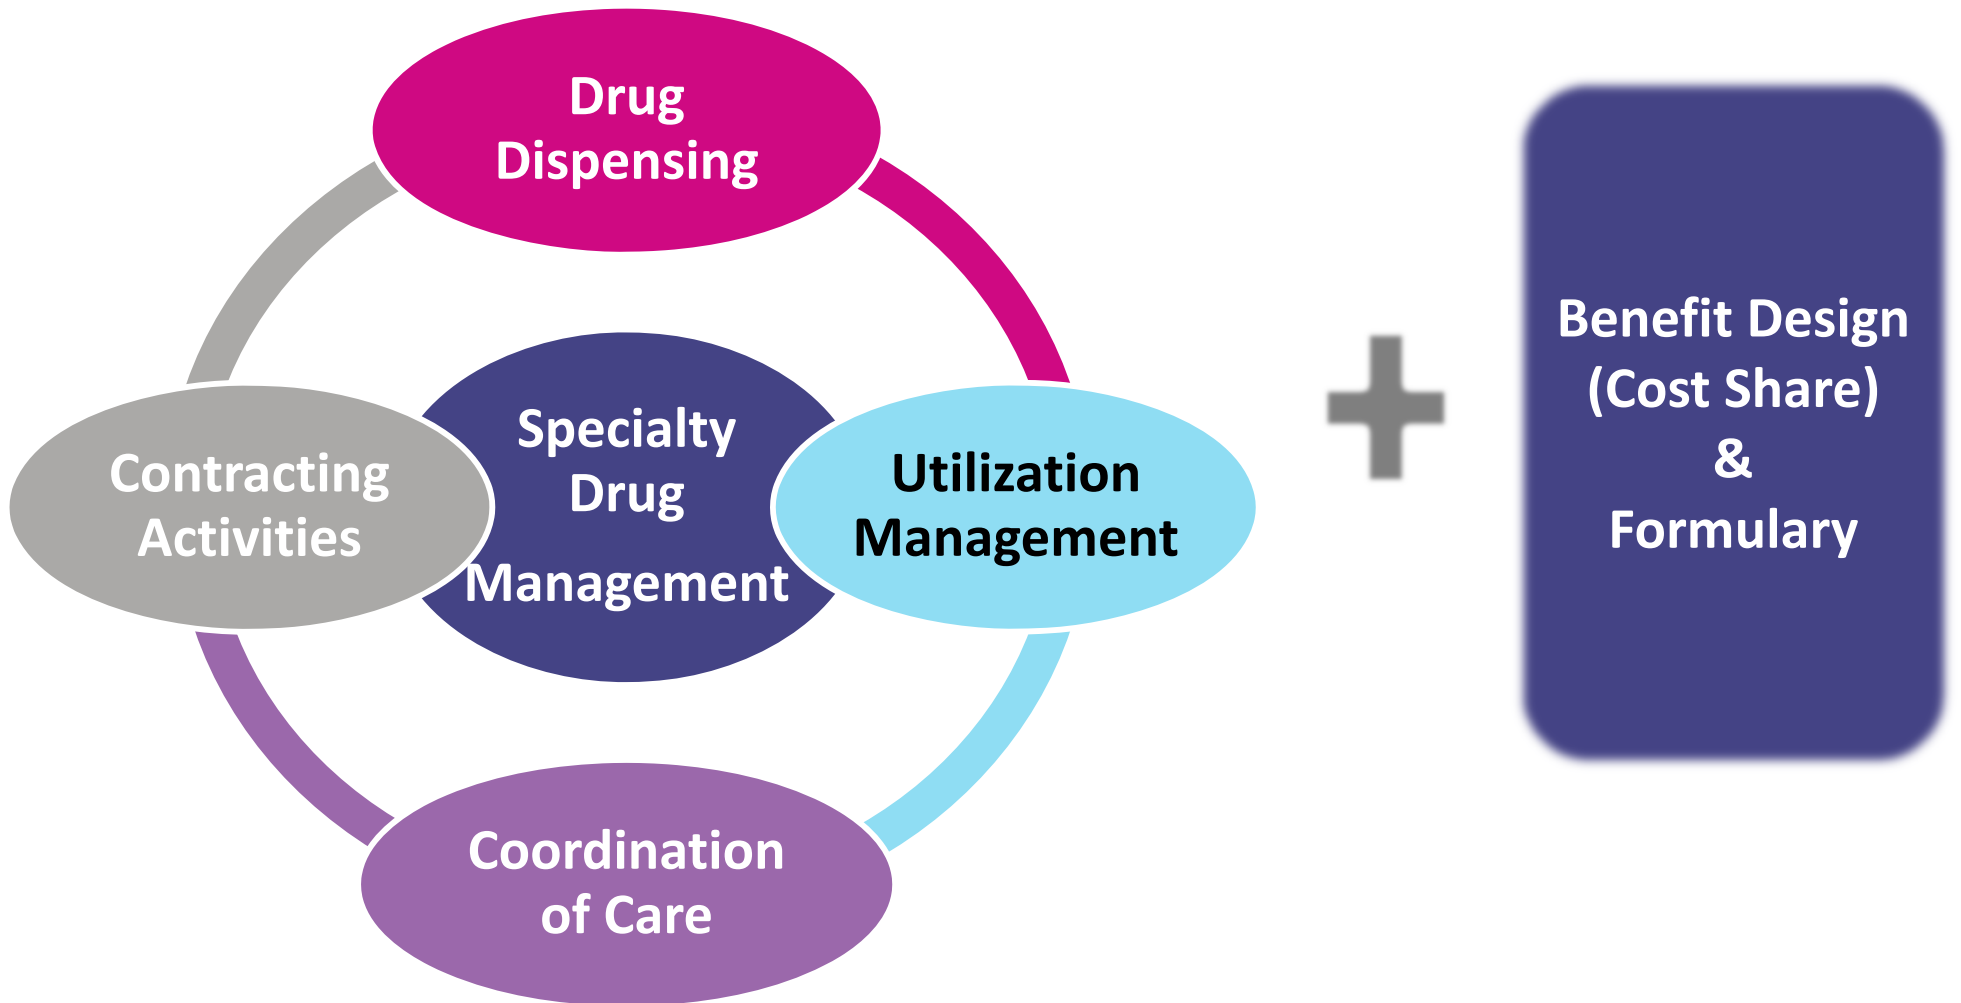 Drug
Dispensing
Contracting
Activities
Specialty
Drug
Management
Utilization
Management
Coordination
of Care
Benefit Design
(Cost Share)
&
Formulary